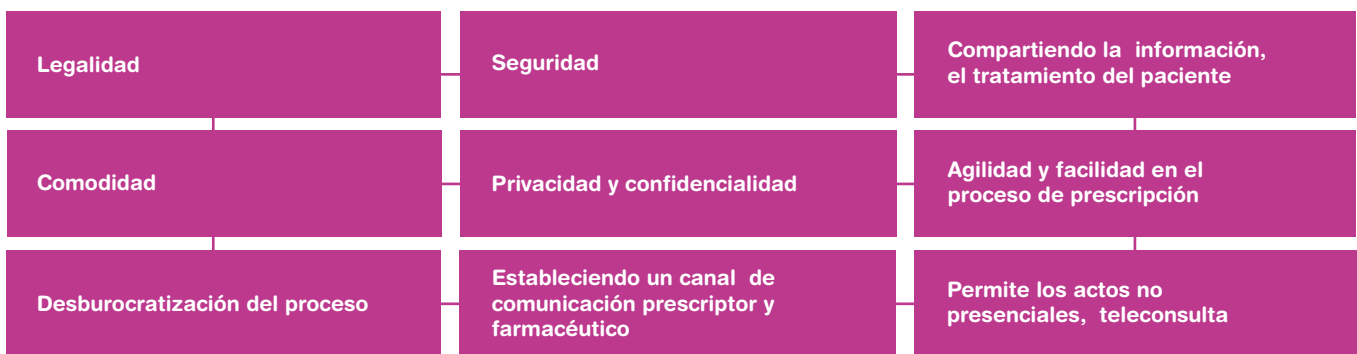 Legalidad
Seguridad
Compartiendo la información,
el tratamiento del paciente
Comodidad
Privacidad y confidencialidad
Agilidad y facilidad en el
proceso de prescripción
Desburocratización del proceso
Estableciendo un canal de
comunicación prescriptor y
farmacéutico
Permite los actos no
presenciales, teleconsulta